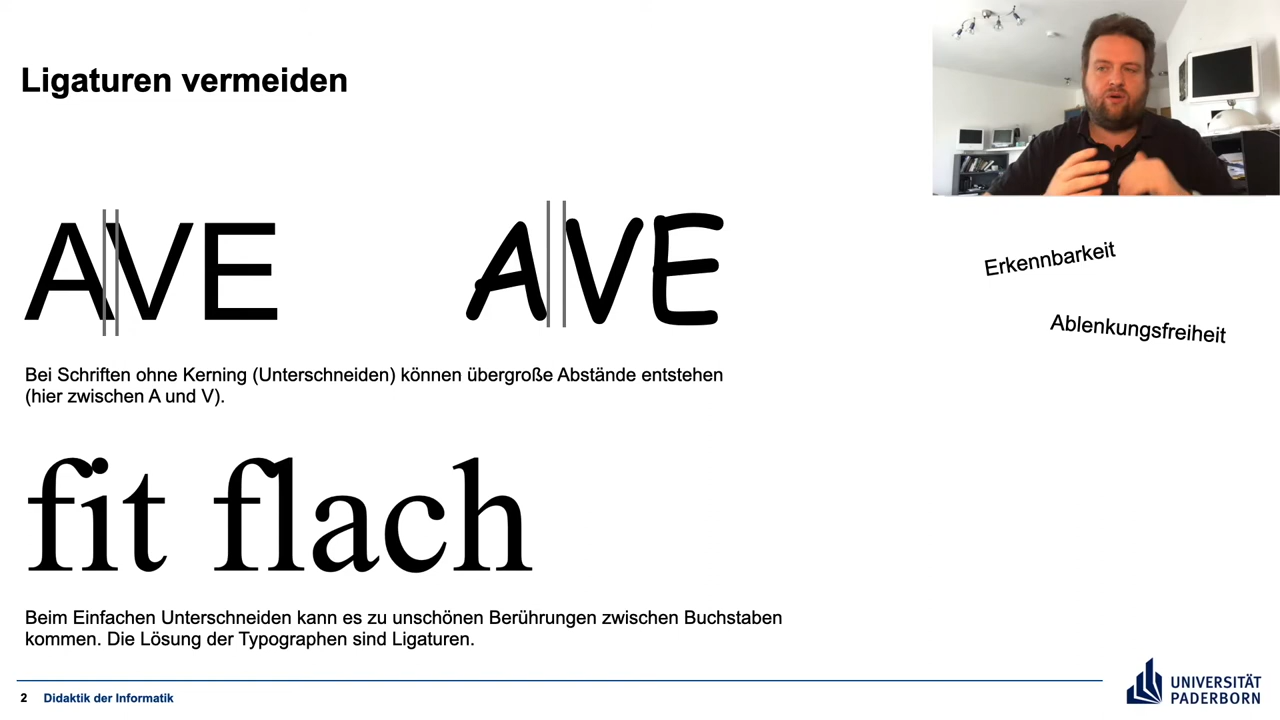 Ligaturen vermeiden
AVE
AVE
Erkennbarkeit
Ablenkungsfreiheit
Bei Schriften ohne Kerning (Unterschneiden) können übergroße Abstände entstehen
(hier zwischen A und V).
fit flach
Beim Einfachen Unterschneiden kann es zu unschönen Berührungen zwischen Buchstaben
kommen. Die Lösung der Typographen sind Ligaturen.
2 Didaktik der Informatik
UNIVERSITÄT
PADERBORN